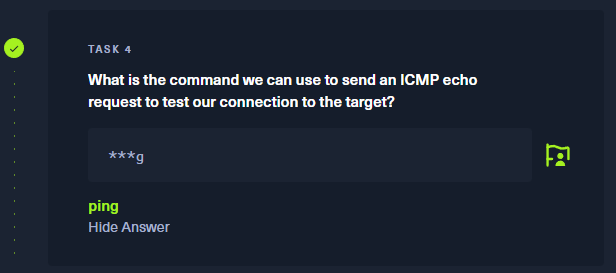 TASK 4
What is the command we can use to send an ICMP echo
request to test our connection to the target?
***g
ping
Hide Answer